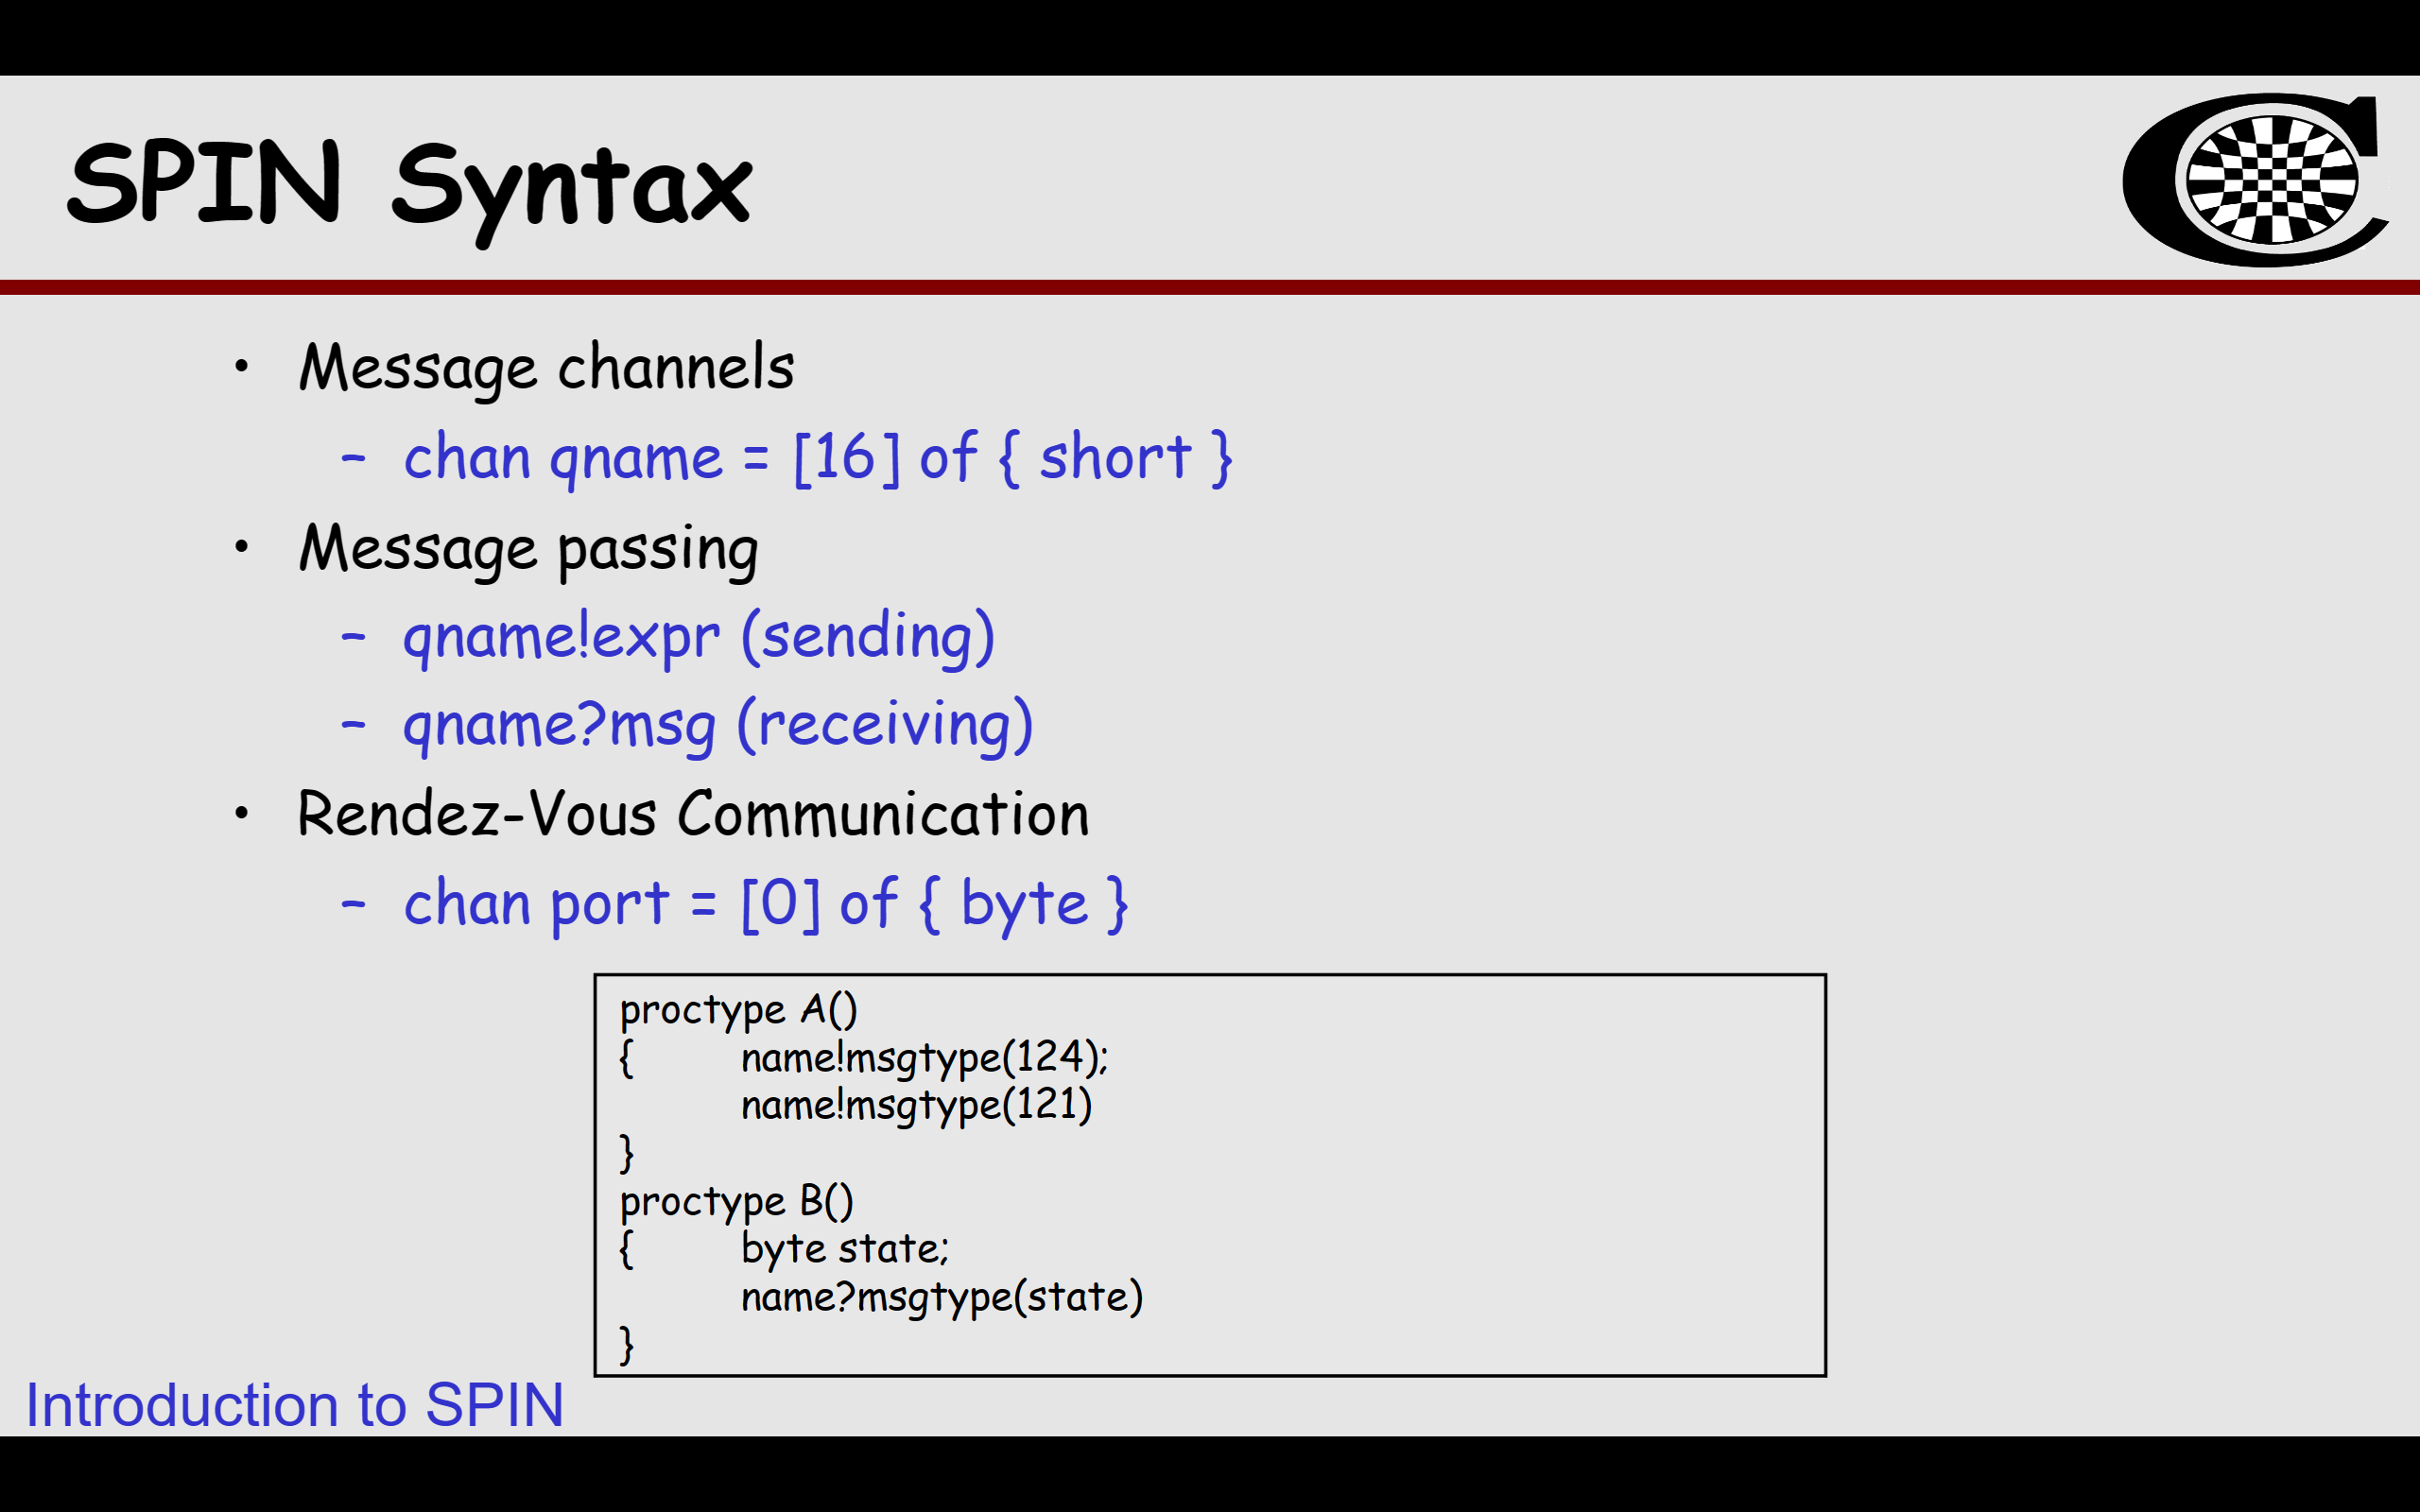 SPIN Syntax
• Message channels
– chan qname = [16] of { short }
• Message passing
– qname!expr (sending)
– qname?msg (receiving)
• Rendez-Vous Communication
– chan port = [0] of { byte }
proctype A()
{ name!msgtype(124);
name!msgtype(121)
}
proctype B()
{ byte state;
name?msgtype(state)
}
Introduction to SPIN